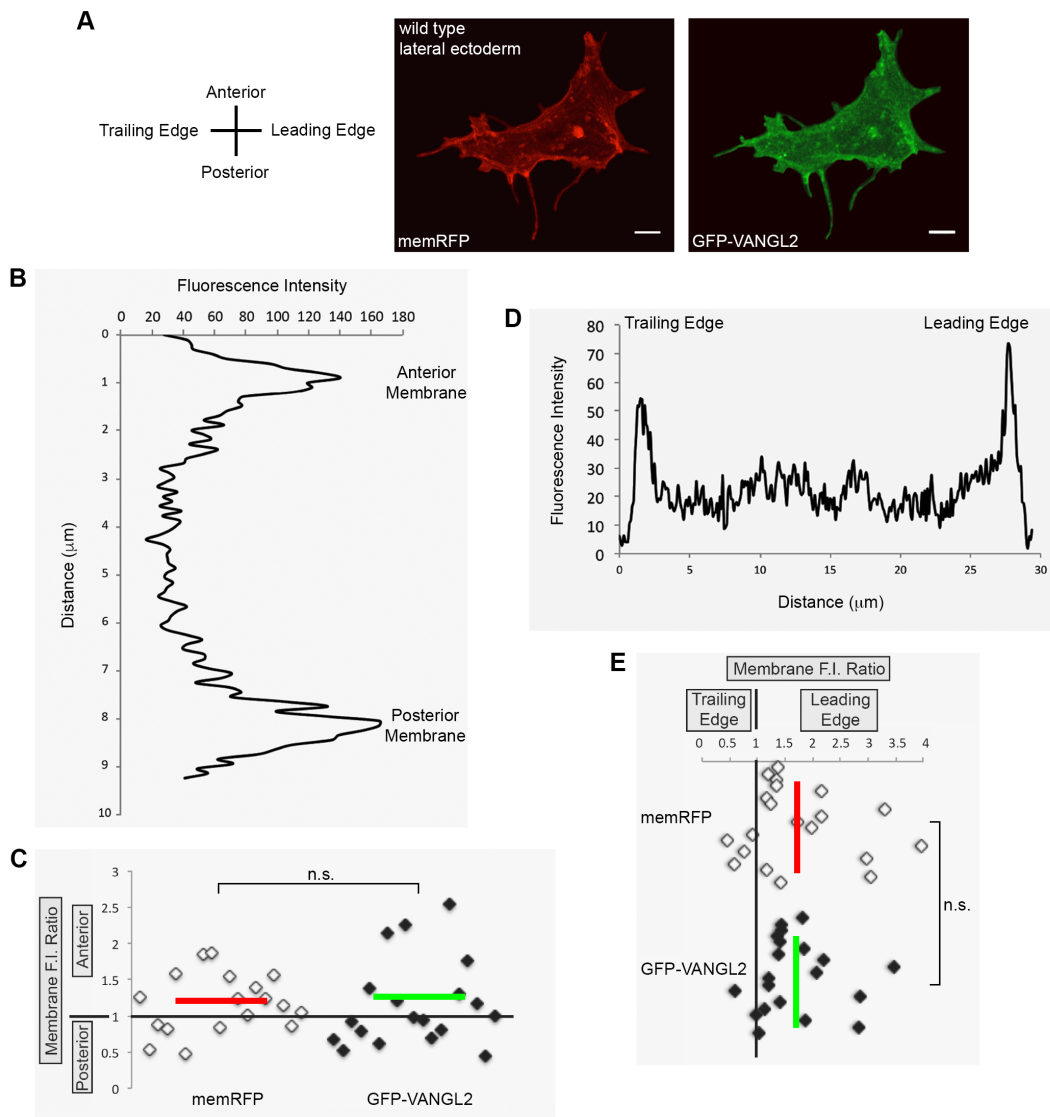 A
wild type
lateral ectoderm
Anterior
Trailing Edge
Leading Edge
Posterior
memRFP
GFP-VANGL2
B
Fluorescence Intensity
0 20 40 60 80 100 120 140 160 180
0
1
2
3
4
5
6
7
8
9
10
Distance (μm)
Anterior
Membrane
Posterior
Membrane
C
Membrane F.I. Ratio
Anterior
Posterior
3
2.5
2
1.5
1
0.5
0
n.s.
memRFP
GFP-VANGL2
D
Trailing Edge
Leading Edge
Fluorescence Intensity
80
70
60
50
40
30
20
10
0
0 5 10 15 20 25 30
Distance (μm)
E
Membrane F.I. Ratio
Trailing
Edge
Leading
Edge
0 0.5 1 1.5 2 2.5 3 3.5 4
memRFP
GFP-VANGL2
n.s.